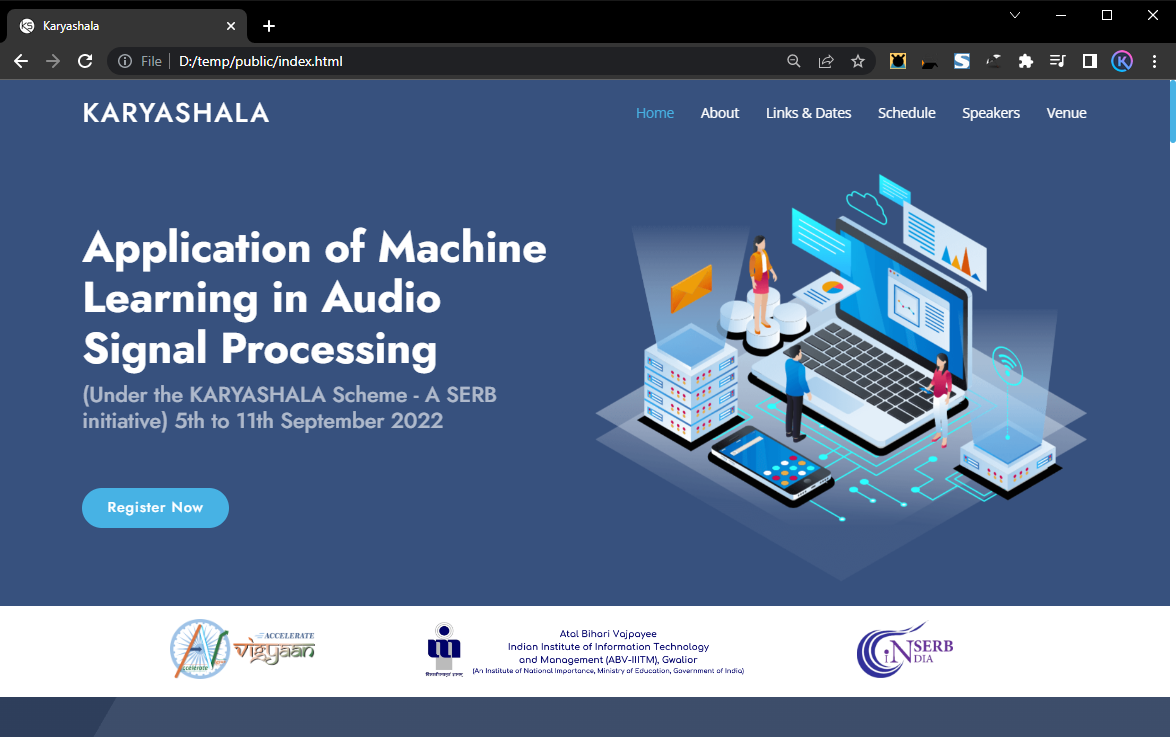 Karyashala
File
D:/temp/public/index.html
K
KARYASHALA
Home
About
Links & Dates
Schedule
Speakers
Venue
Application of Machine
Learning in Audio
Signal Processing
(Under the KARYASHALA Scheme - A SERB
initiative) 5th to 11th September 2022
Register Now
ACCELERATE
विज्ञान
Atal Bihari Vajpayee
Indian Institute of Information Technology
and Management (ABV-IIITM), Gwalior
(An Institute of National Importance, Ministry of Education, Government of India)
SERB
INDIA